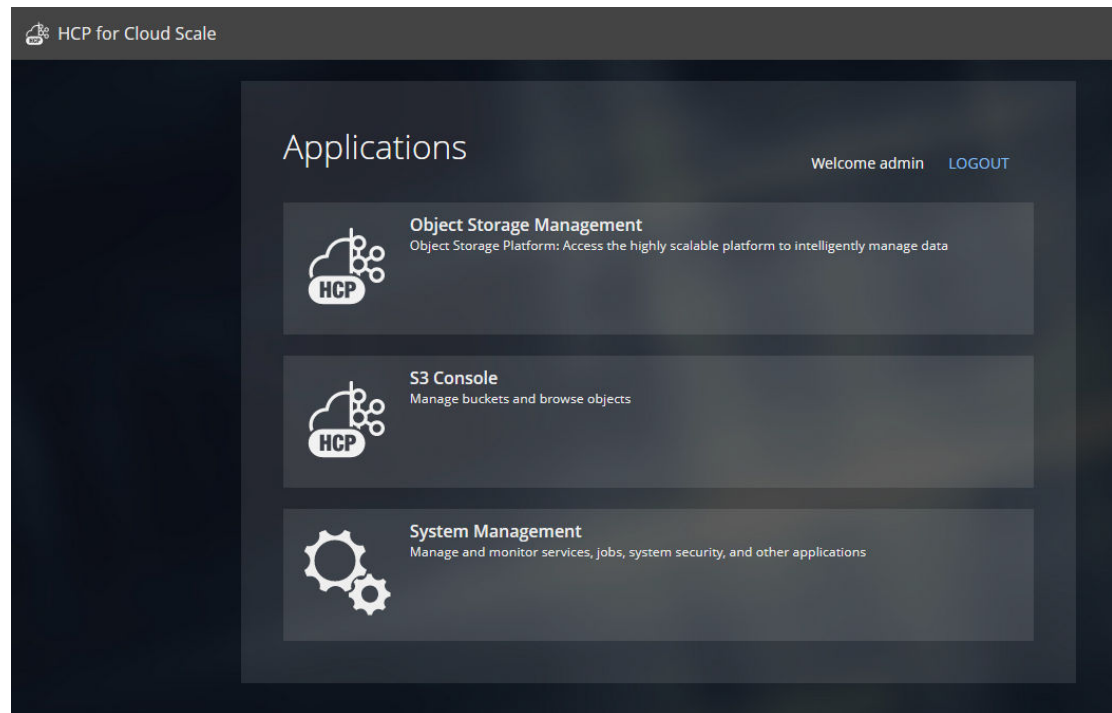 HCP for Cloud Scale
Applications
Welcome admin LOGOUT
Object Storage Management
Object Storage Platform: Access the highly scalable platform to intelligently manage data
HCP
S3 Console
Manage buckets and browse objects
HCP
System Management
Manage and monitor services, jobs, system security, and other applications